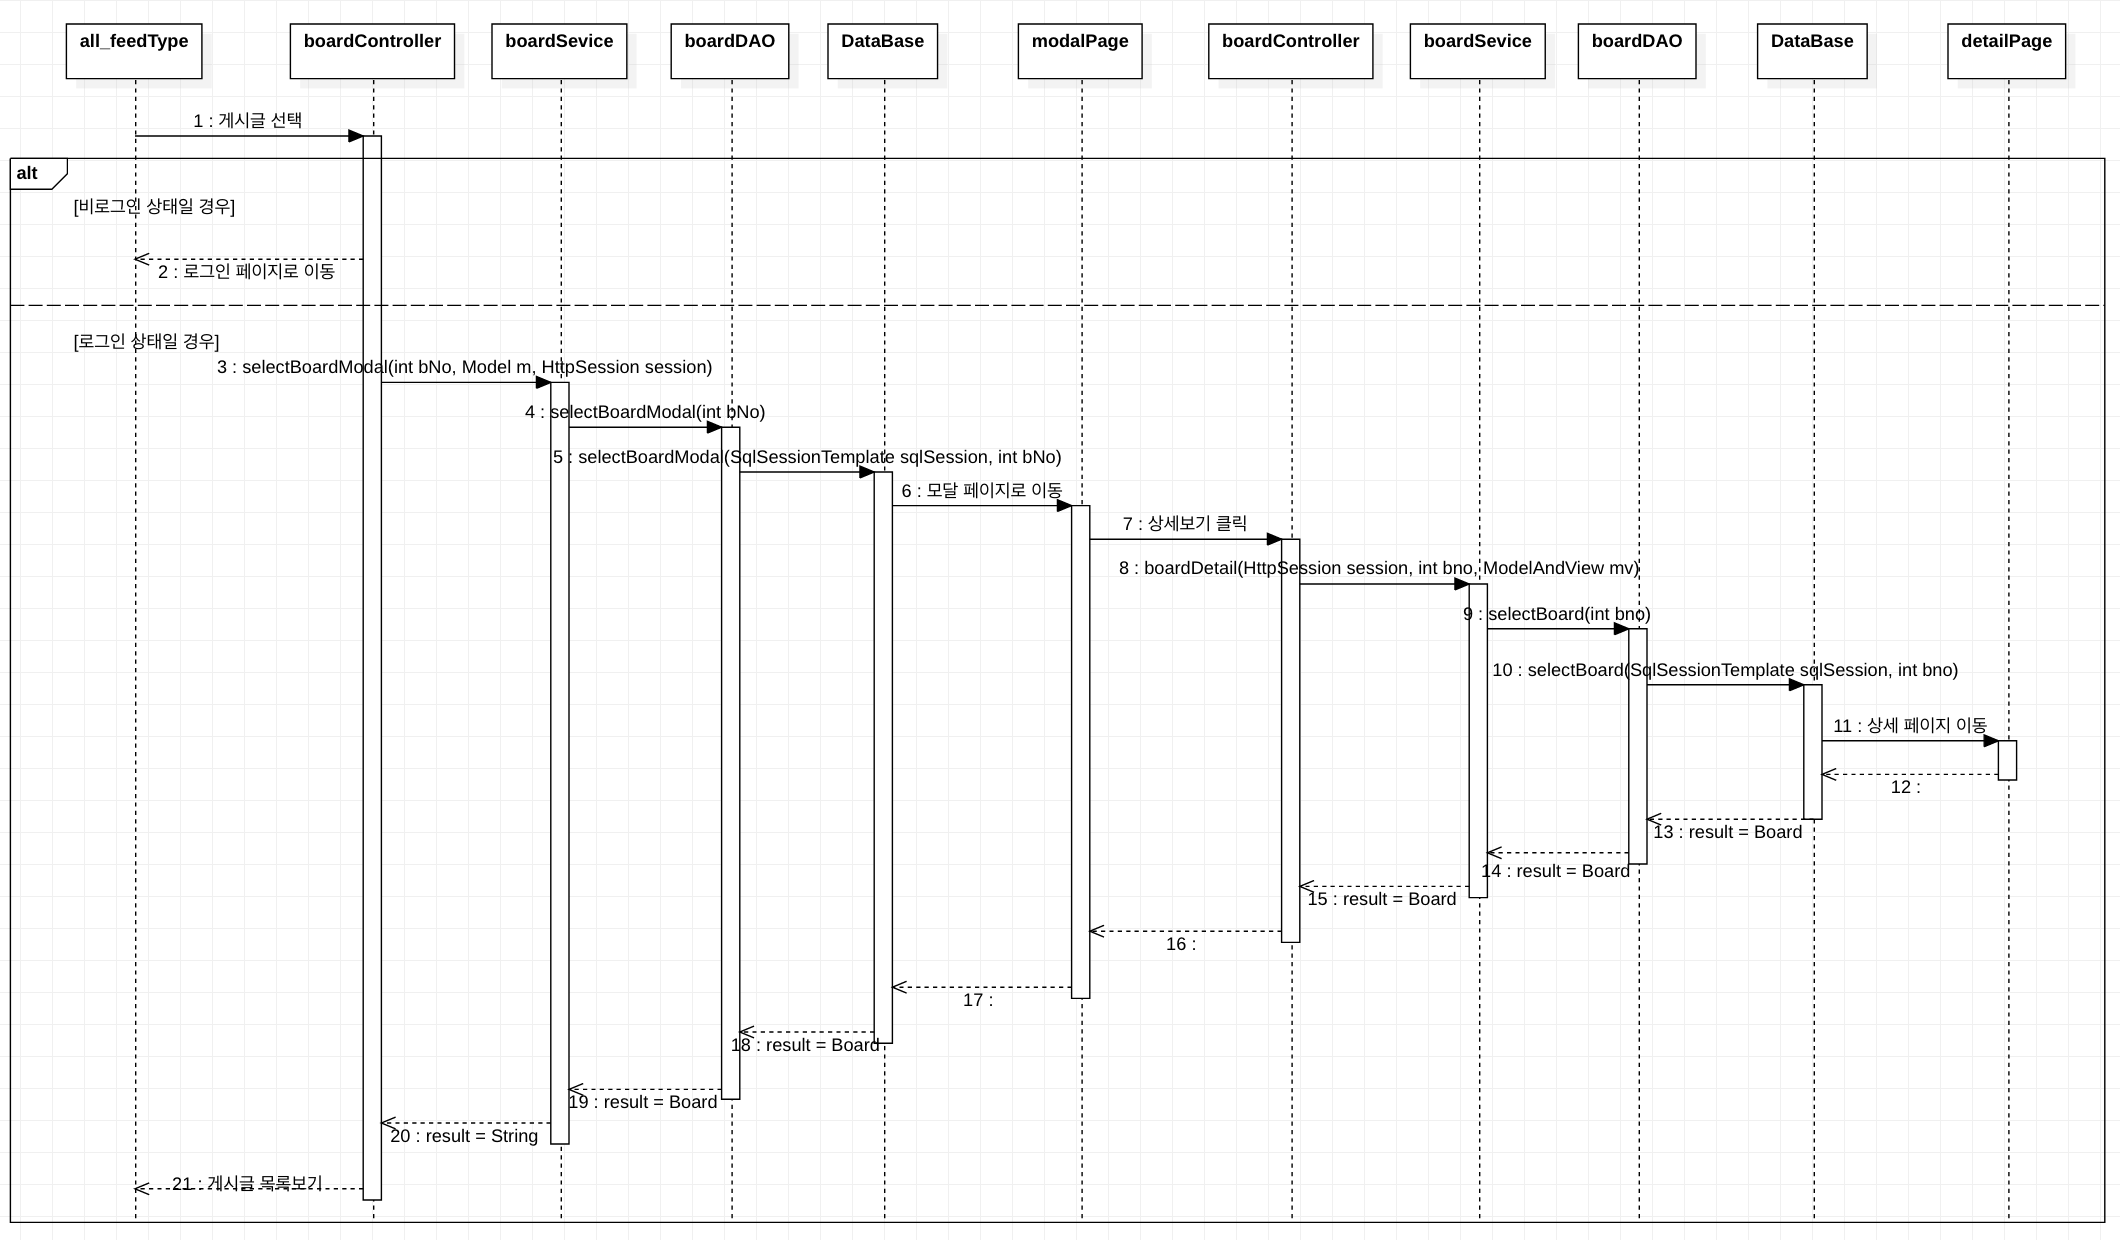 all_feedType
boardController
boardSevice
boardDAO
DataBase
modalPage
boardController
boardSevice
boardDAO
DataBase
detailPage
1 : 게시글 선택
alt
[비로그인 상태일 경우]
2 : 로그인 페이지로 이동
[로그인 상태일 경우]
3 : selectBoardModal(int bNo, Model m, HttpSession session)
4 : selectBoardModal(int bNo)
5 : selectBoardModal(SqlSessionTemplate sqlSession, int bNo)
6 : 모달 페이지로 이동
7 : 상세보기 클릭
8 : boardDetail(HttpSession session, int bno, ModelAndView mv)
9 : selectBoard(int bno)
10 : selectBoard(SqlSessionTemplate sqlSession, int bno)
11 : 상세 페이지 이동
12 :
13 : result = Board
14 : result = Board
15 : result = Board
16 :
17 :
18 : result = Board
19 : result = Board
20 : result = String
21 : 게시글 목록보기